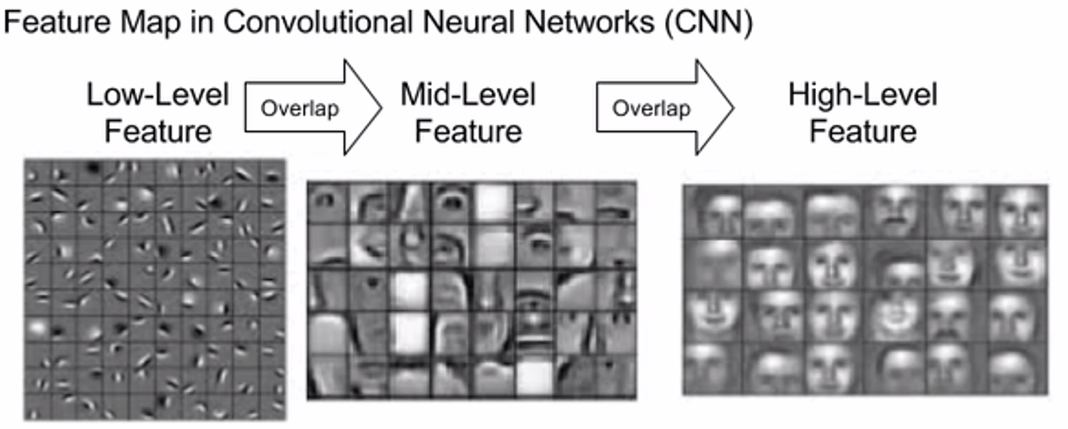 Feature Map in Convolutional Neural Networks (CNN)
Low-Level
Feature
Overlap
Mid-Level
Feature
Overlap
High-Level
Feature